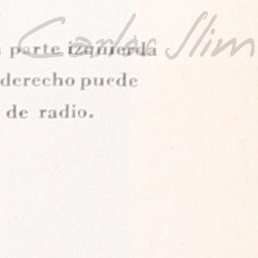 Carlos Slim
parte izquierda
derecho puede
de radio.